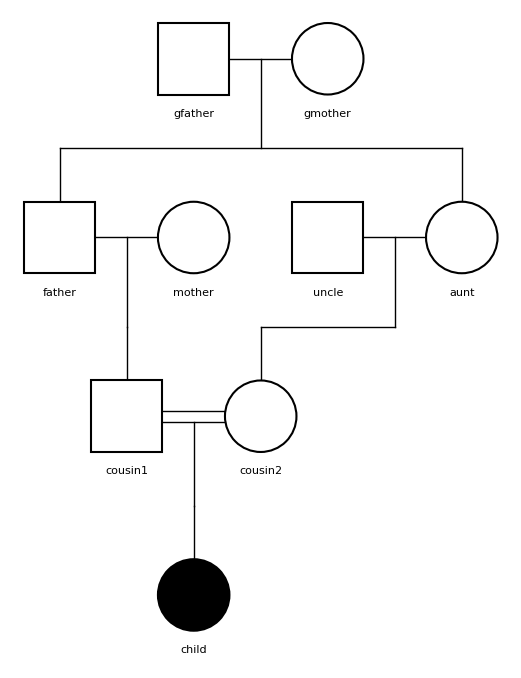 gfather
gmother
father
mother
uncle
aunt
cousin1
cousin2
child